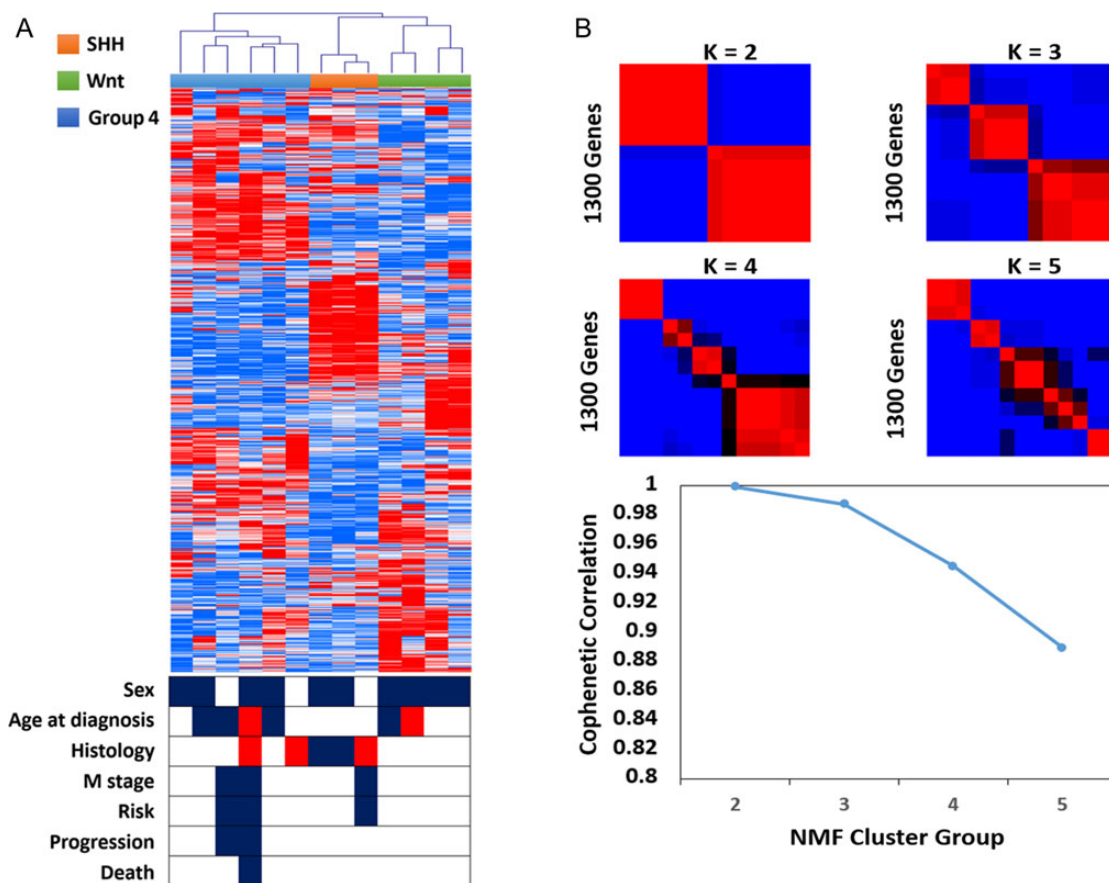 A
SHH
Wnt
Group 4
Sex
Age at diagnosis
Histology
M stage
Risk
Progression
Death
B
K = 2
K = 3
1300 Genes
1300 Genes
K = 4
K = 5
1300 Genes
1300 Genes
Cophenetic Correlation
1
0.98
0.96
0.94
0.92
0.9
0.88
0.86
0.84
0.82
0.8
2 3 4 5
NMF Cluster Group